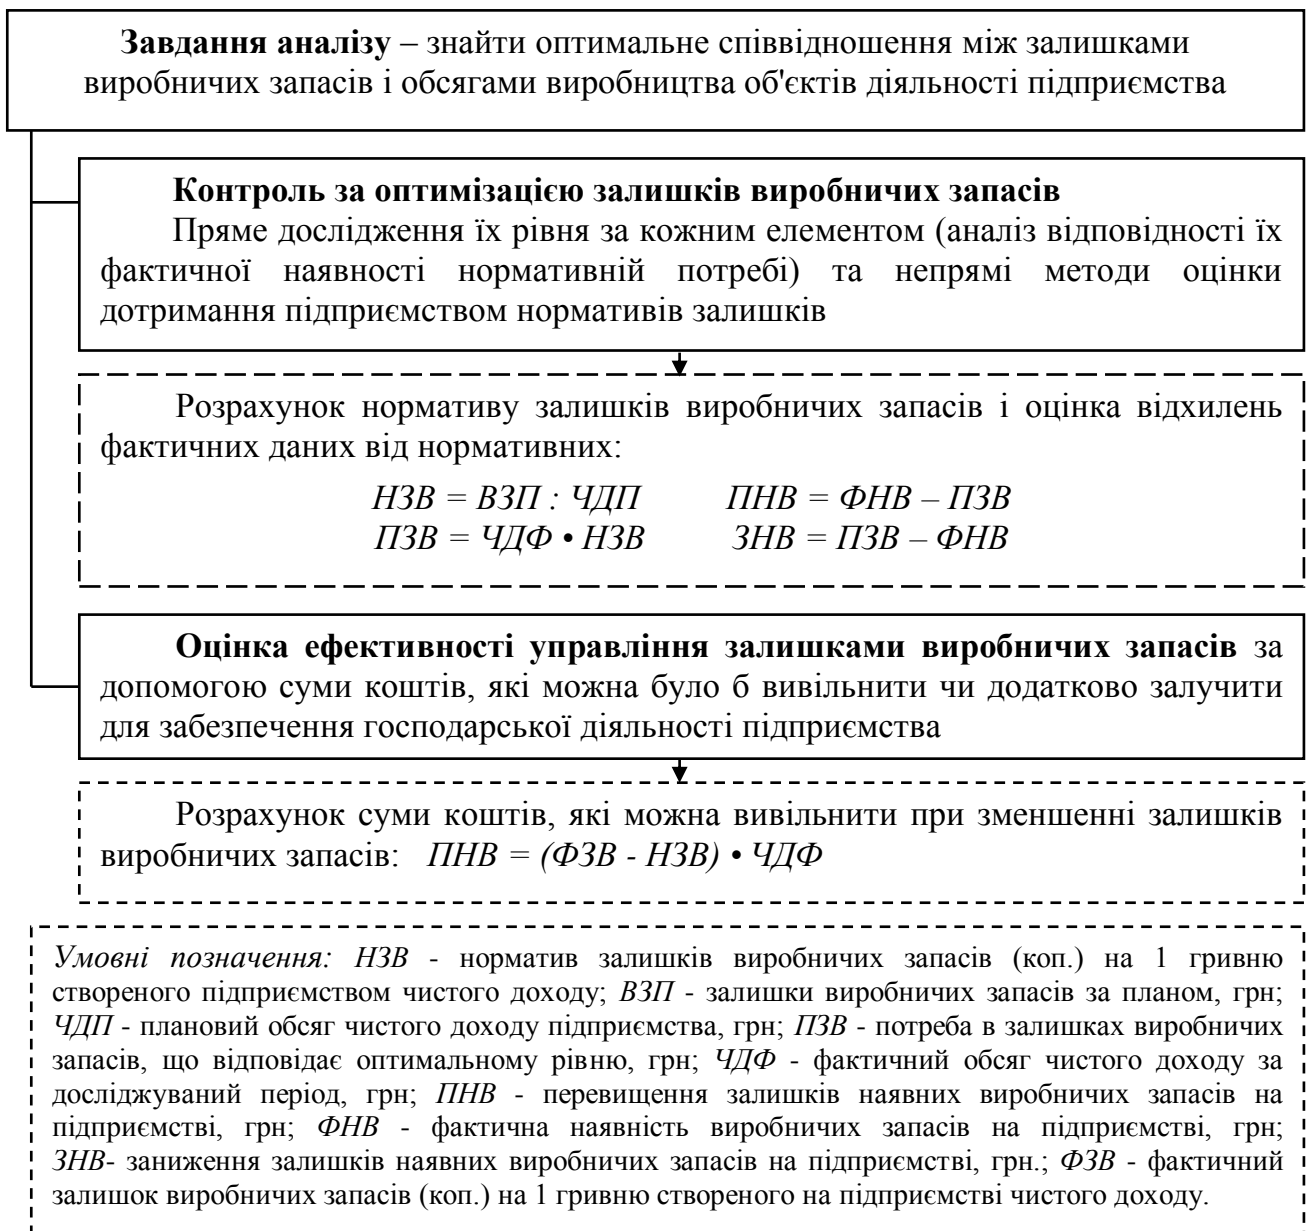 Завдання аналізу – знайти оптимальне співвідношення між залишками
виробничих запасів і обсягами виробництва об'єктів діяльності підприємства
Контроль за оптимізацією залишків виробничих запасів
Пряме дослідження їх рівня за кожним елементом (аналіз відповідності їх
фактичної наявності нормативній потребі) та непрямі методи оцінки
дотримання підприємством нормативів залишків
Розрахунок нормативу залишків виробничих запасів і оцінка відхилень
фактичних даних від нормативних:
НЗВ = ВЗП : ЧДП ПНВ = ФНВ – ПЗВ
ПЗВ = ЧДФ • НЗВ ЗНВ = ПЗВ – ФНВ
Оцінка ефективності управління залишками виробничих запасів за
допомогою суми коштів, які можна було б вивільнити чи додатково залучити
для забезпечення господарської діяльності підприємства
Розрахунок суми коштів, які можна вивільнити при зменшенні залишків
виробничих запасів: ПНВ = (ФЗВ - НЗВ) • ЧДФ
Умовні позначення: НЗВ - норматив залишків виробничих запасів (коп.) на 1 гривню
створеного підприємством чистого доходу; ВЗП - залишки виробничих запасів за планом, грн;
ЧДП - плановий обсяг чистого доходу підприємства, грн; ПЗВ - потреба в залишках виробничих
запасів, що відповідає оптимальному рівню, грн; ЧДФ - фактичний обсяг чистого доходу за
досліджуваний період, грн; ПНВ - перевищення залишків наявних виробничих запасів на
підприємстві, грн; ФНВ - фактична наявність виробничих запасів на підприємстві, грн;
ЗНВ- заниження залишків наявних виробничих запасів на підприємстві, грн.; ФЗВ - фактичний
залишок виробничих запасів (коп.) на 1 гривню створеного на підприємстві чистого доходу.